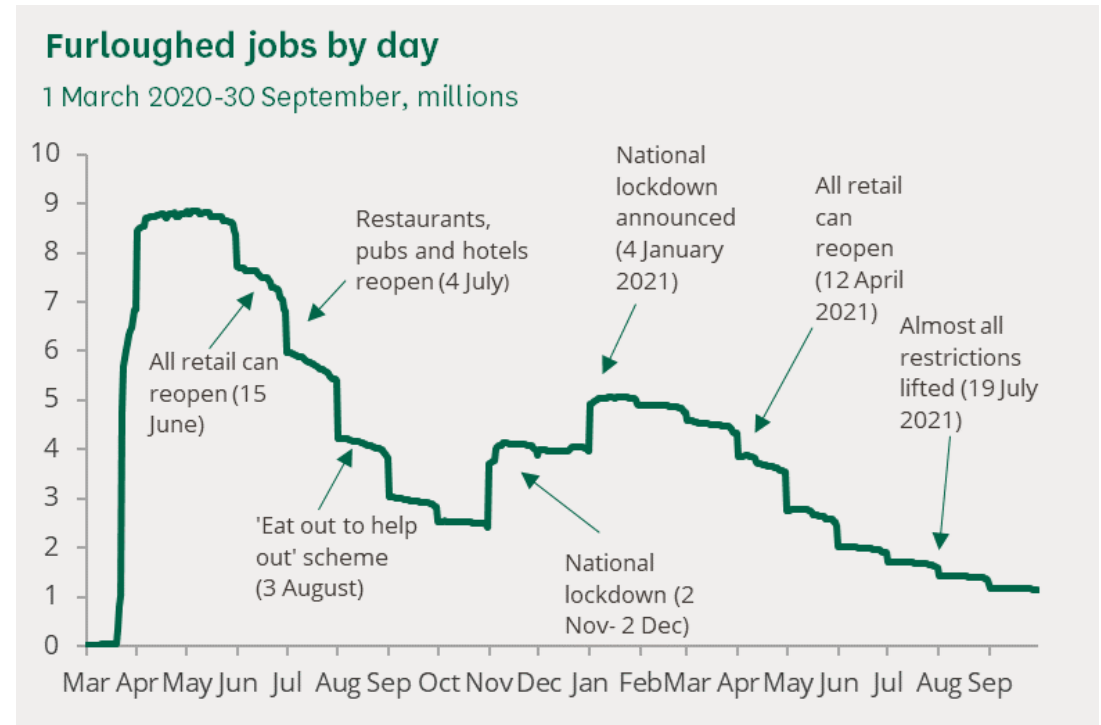 Furloughed jobs by day
1 March 2020-30 September, millions
10
9
8
7
6
5
4
3
2
1
0
Restaurants,
pubs and hotels
reopen (4 July)
All retail can
reopen (15
June)
'Eat out to help
out' scheme
(3 August)
National
lockdown (2
Nov- 2 Dec)
National
lockdown
announced
(4 January
2021)
All retail
can
reopen
(12 April
2021)
Almost all
restrictions
lifted (19 July
2021)
Mar Apr May Jun Jul Aug Sep Oct Nov Dec Jan Feb Mar Apr May Jun Jul Aug Sep